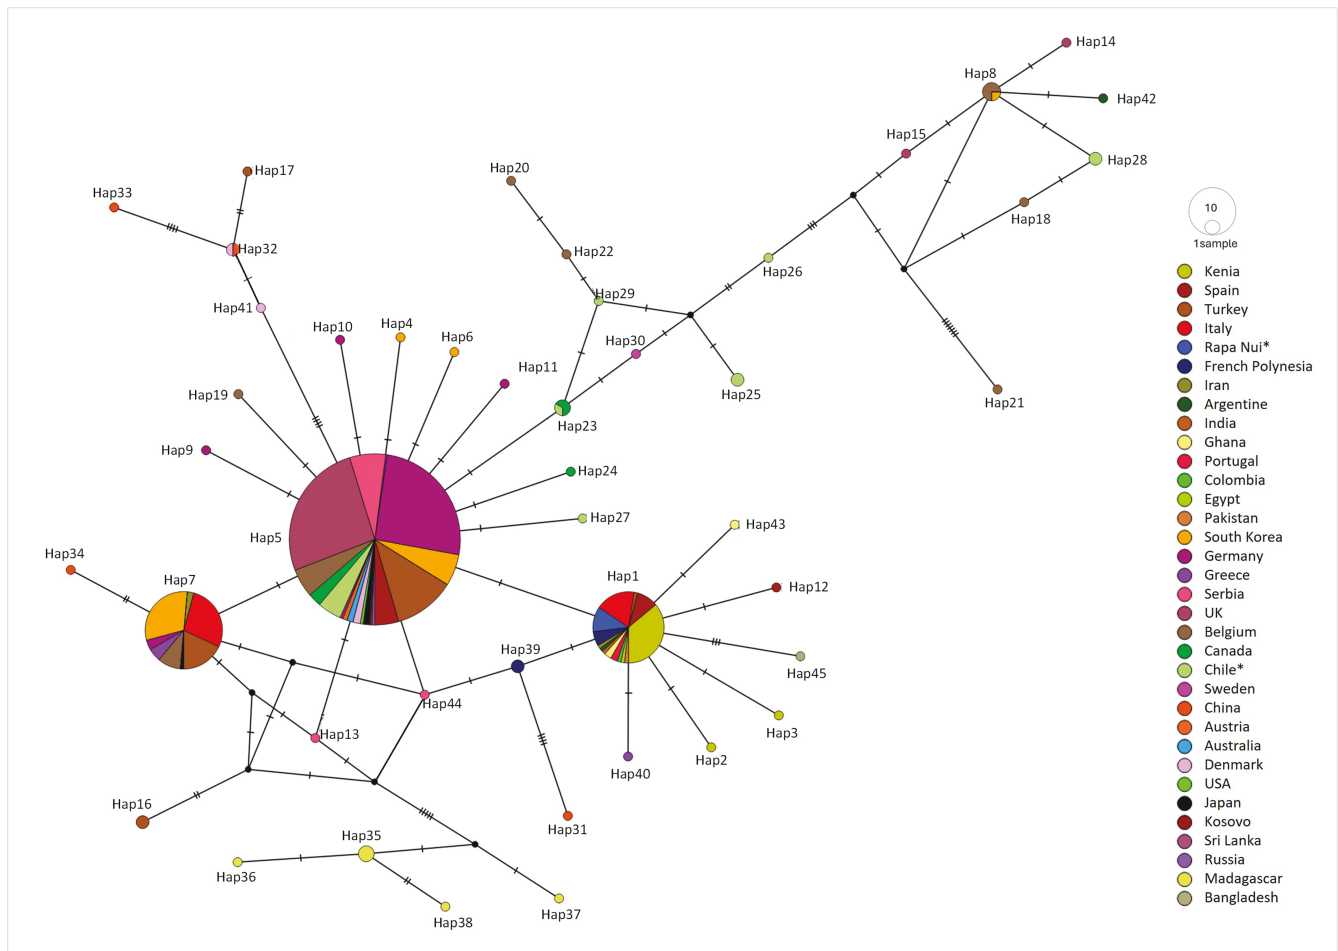 Hap14
Hap8
Hap42
Hap15
Hap28
Hap20
Hap17
Hap33
Hap18
Hap32
Hap22
Hap26
Hap29
Hap41
Hap10
Hap4
Hap6
Hap30
Hap11
Hap25
Hap21
Hap19
Hap23
Hap9
Hap24
Hap27
Hap5
Hap43
Hap34
Hap7
Hap1
Hap12
Hap39
Hap45
Hap44
Hap13
Hap3
Hap2
Hap40
Hap16
Hap31
Hap35
Hap36
Hap38
Hap37
10
1sample
Kenia
Spain
Turkey
Italy
Rapa Nui*
French Polynesia
Iran
Argentine
India
Ghana
Portugal
Colombia
Egypt
Pakistan
South Korea
Germany
Greece
Serbia
UK
Belgium
Canada
Chile*
Sweden
China
Austria
Australia
Denmark
USA
Japan
Kosovo
Sri Lanka
Russia
Madagascar
Bangladesh